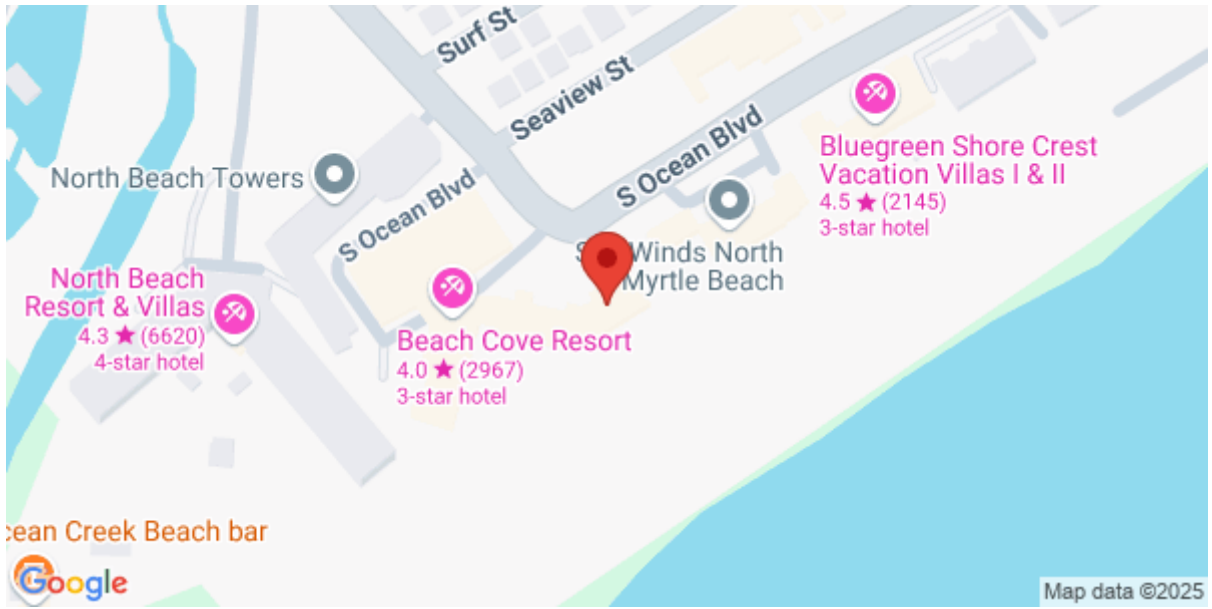 Surf St
Seaview St
S Ocean Blvd
Bluegreen Shore Crest
Vacation Villas I & II
4.5 ★ (2145)
3-star hotel
North Beach Towers
S Ocean Blvd
Winds North
Myrtle Beach
North Beach
Resort & Villas
4.3 ★ (6620)
4-star hotel
Beach Cove Resort
4.0 ★ (2967)
3-star hotel
cean Creek Beach bar
Google
Map data ©2025